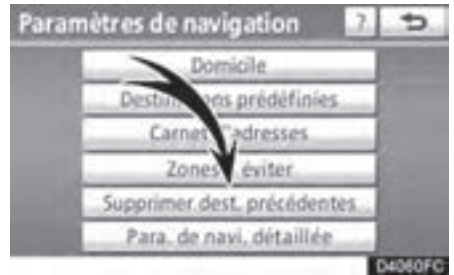 Paramètres de navigation ?
Domicile
prédéfinies
Carnet
Zones éviter
Supprimer dest. précédentes
Para. de navi. détaillée
D4060FC